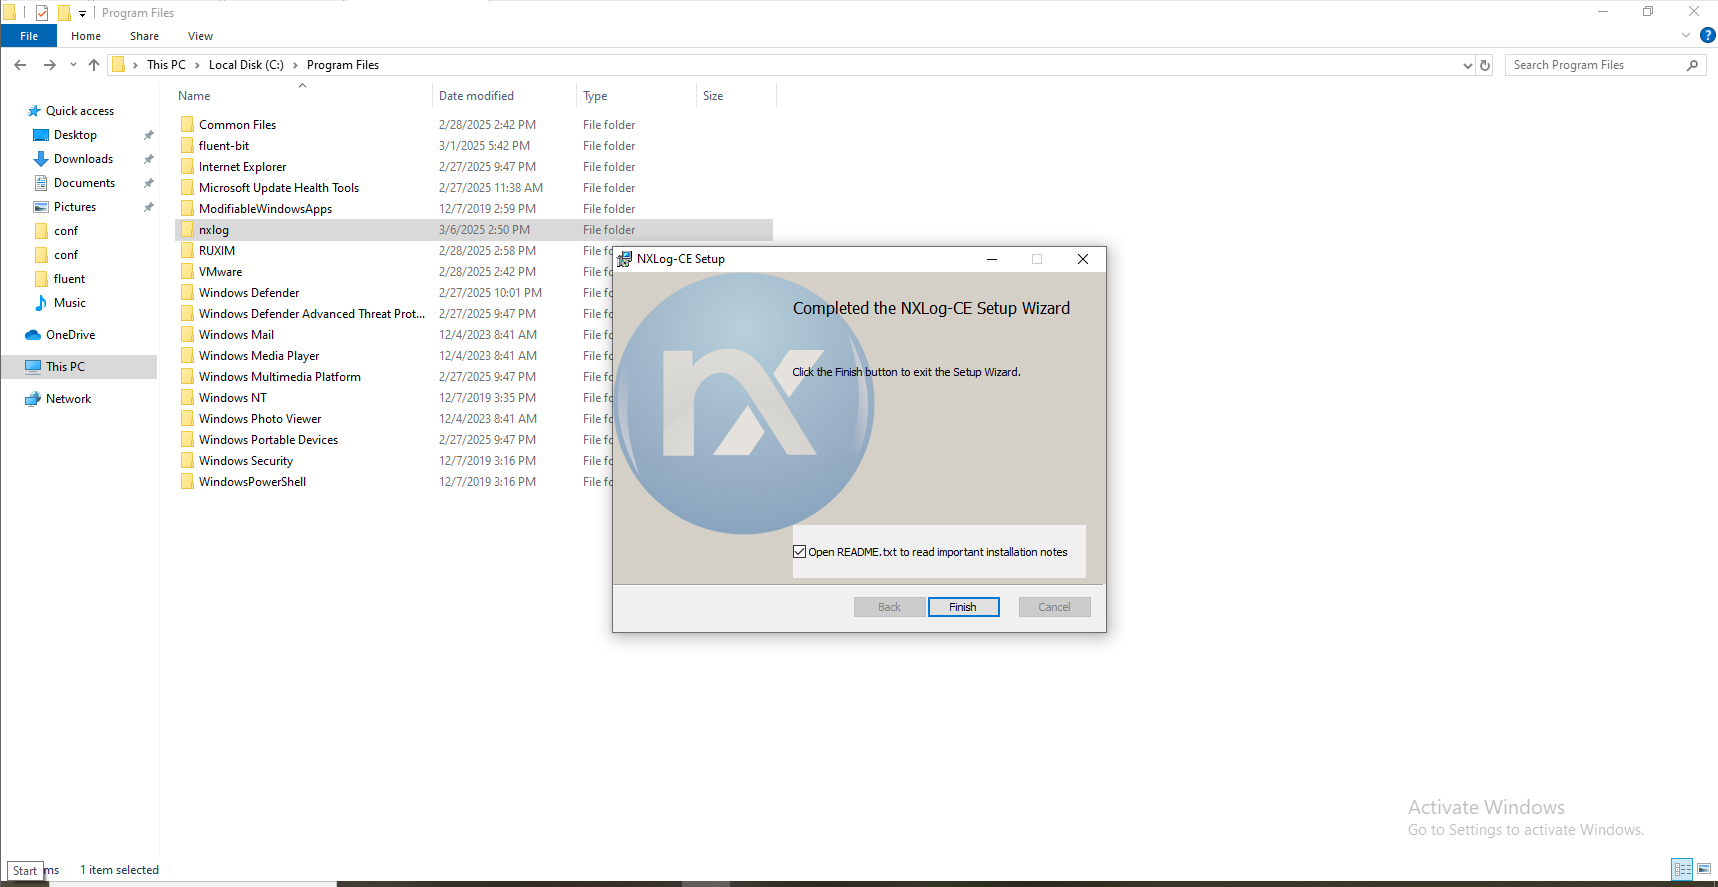 Program Files
File Home Share View
This PC Local Disk (C:) Program Files
Search Program Files
Name Date modified Type Size
Quick access
Desktop
Downloads
Documents
Pictures
conf
conf
fluent
Music
OneDrive
This PC
Network
Common Files 2/28/2025 2:42 PM File folder
fluent-bit 3/1/2025 5:42 PM File folder
Internet Explorer 2/27/2025 9:47 PM File folder
Microsoft Update Health Tools 2/27/2025 11:38 AM File folder
ModifiableWindowsApps 12/7/2019 2:59 PM File folder
nxlog 3/6/2025 2:50 PM File folder
RUXIM 2/28/2025 2:58 PM File fo
VMware 2/28/2025 2:42 PM File fo
Windows Defender 2/27/2025 10:01 PM File fo
Windows Defender Advanced Threat Prot... 2/27/2025 9:47 PM File fo
Windows Mail 12/4/2023 8:41 AM File fo
Windows Media Player 12/4/2023 8:41 AM File fo
Windows Multimedia Platform 2/27/2025 9:47 PM File fo
Windows NT 12/7/2019 3:35 PM File fo
Windows Photo Viewer 12/4/2023 8:41 AM File fo
Windows Portable Devices 2/27/2025 9:47 PM File fo
Windows Security 12/7/2019 3:16 PM File fo
WindowsPowerShell 12/7/2019 3:16 PM File fo
NXLog-CE Setup
nx
Completed the NXLog-CE Setup Wizard
Click the Finish button to exit the Setup Wizard.
Open README.txt to read important installation notes
Back Finish Cancel
Activate Windows
Go to Settings to activate Windows.
Start ms 1 item selected